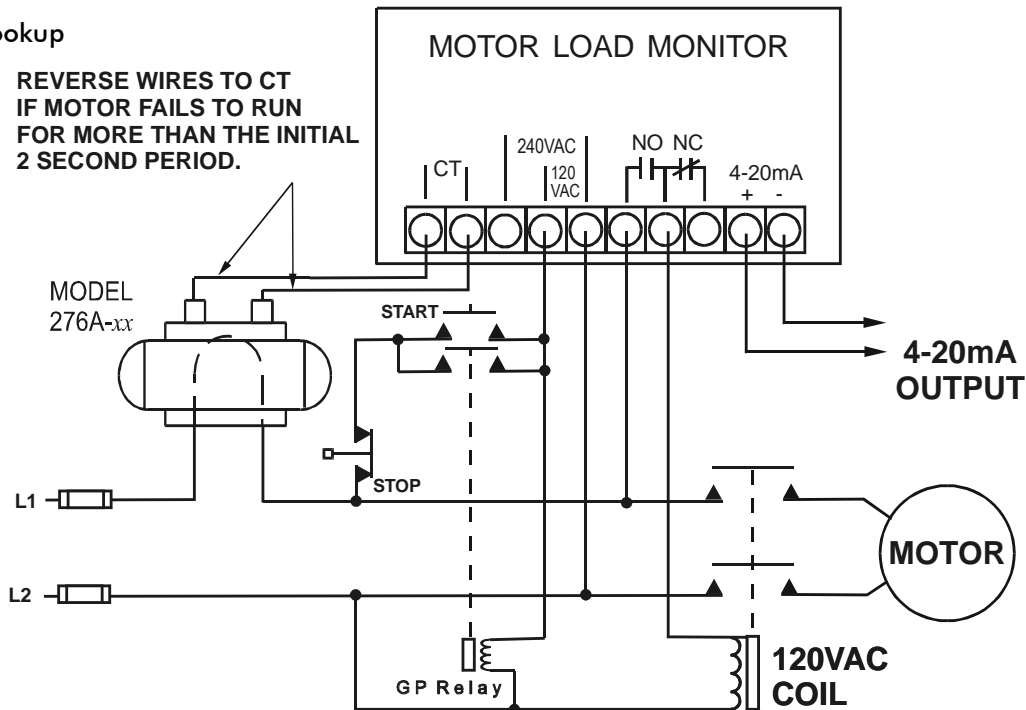 MOTOR LOAD MONITOR
REVERSE WIRES TO CT
IF MOTOR FAILS TO RUN
FOR MORE THAN THE INITIAL
2 SECOND PERIOD.
CT
240VAC
120
VAC
NO NC
4-20mA
+ -
MODEL
276A-xx
START
STOP
4-20mA
OUTPUT
L1
L2
MOTOR
GP Relay
120VAC
COIL